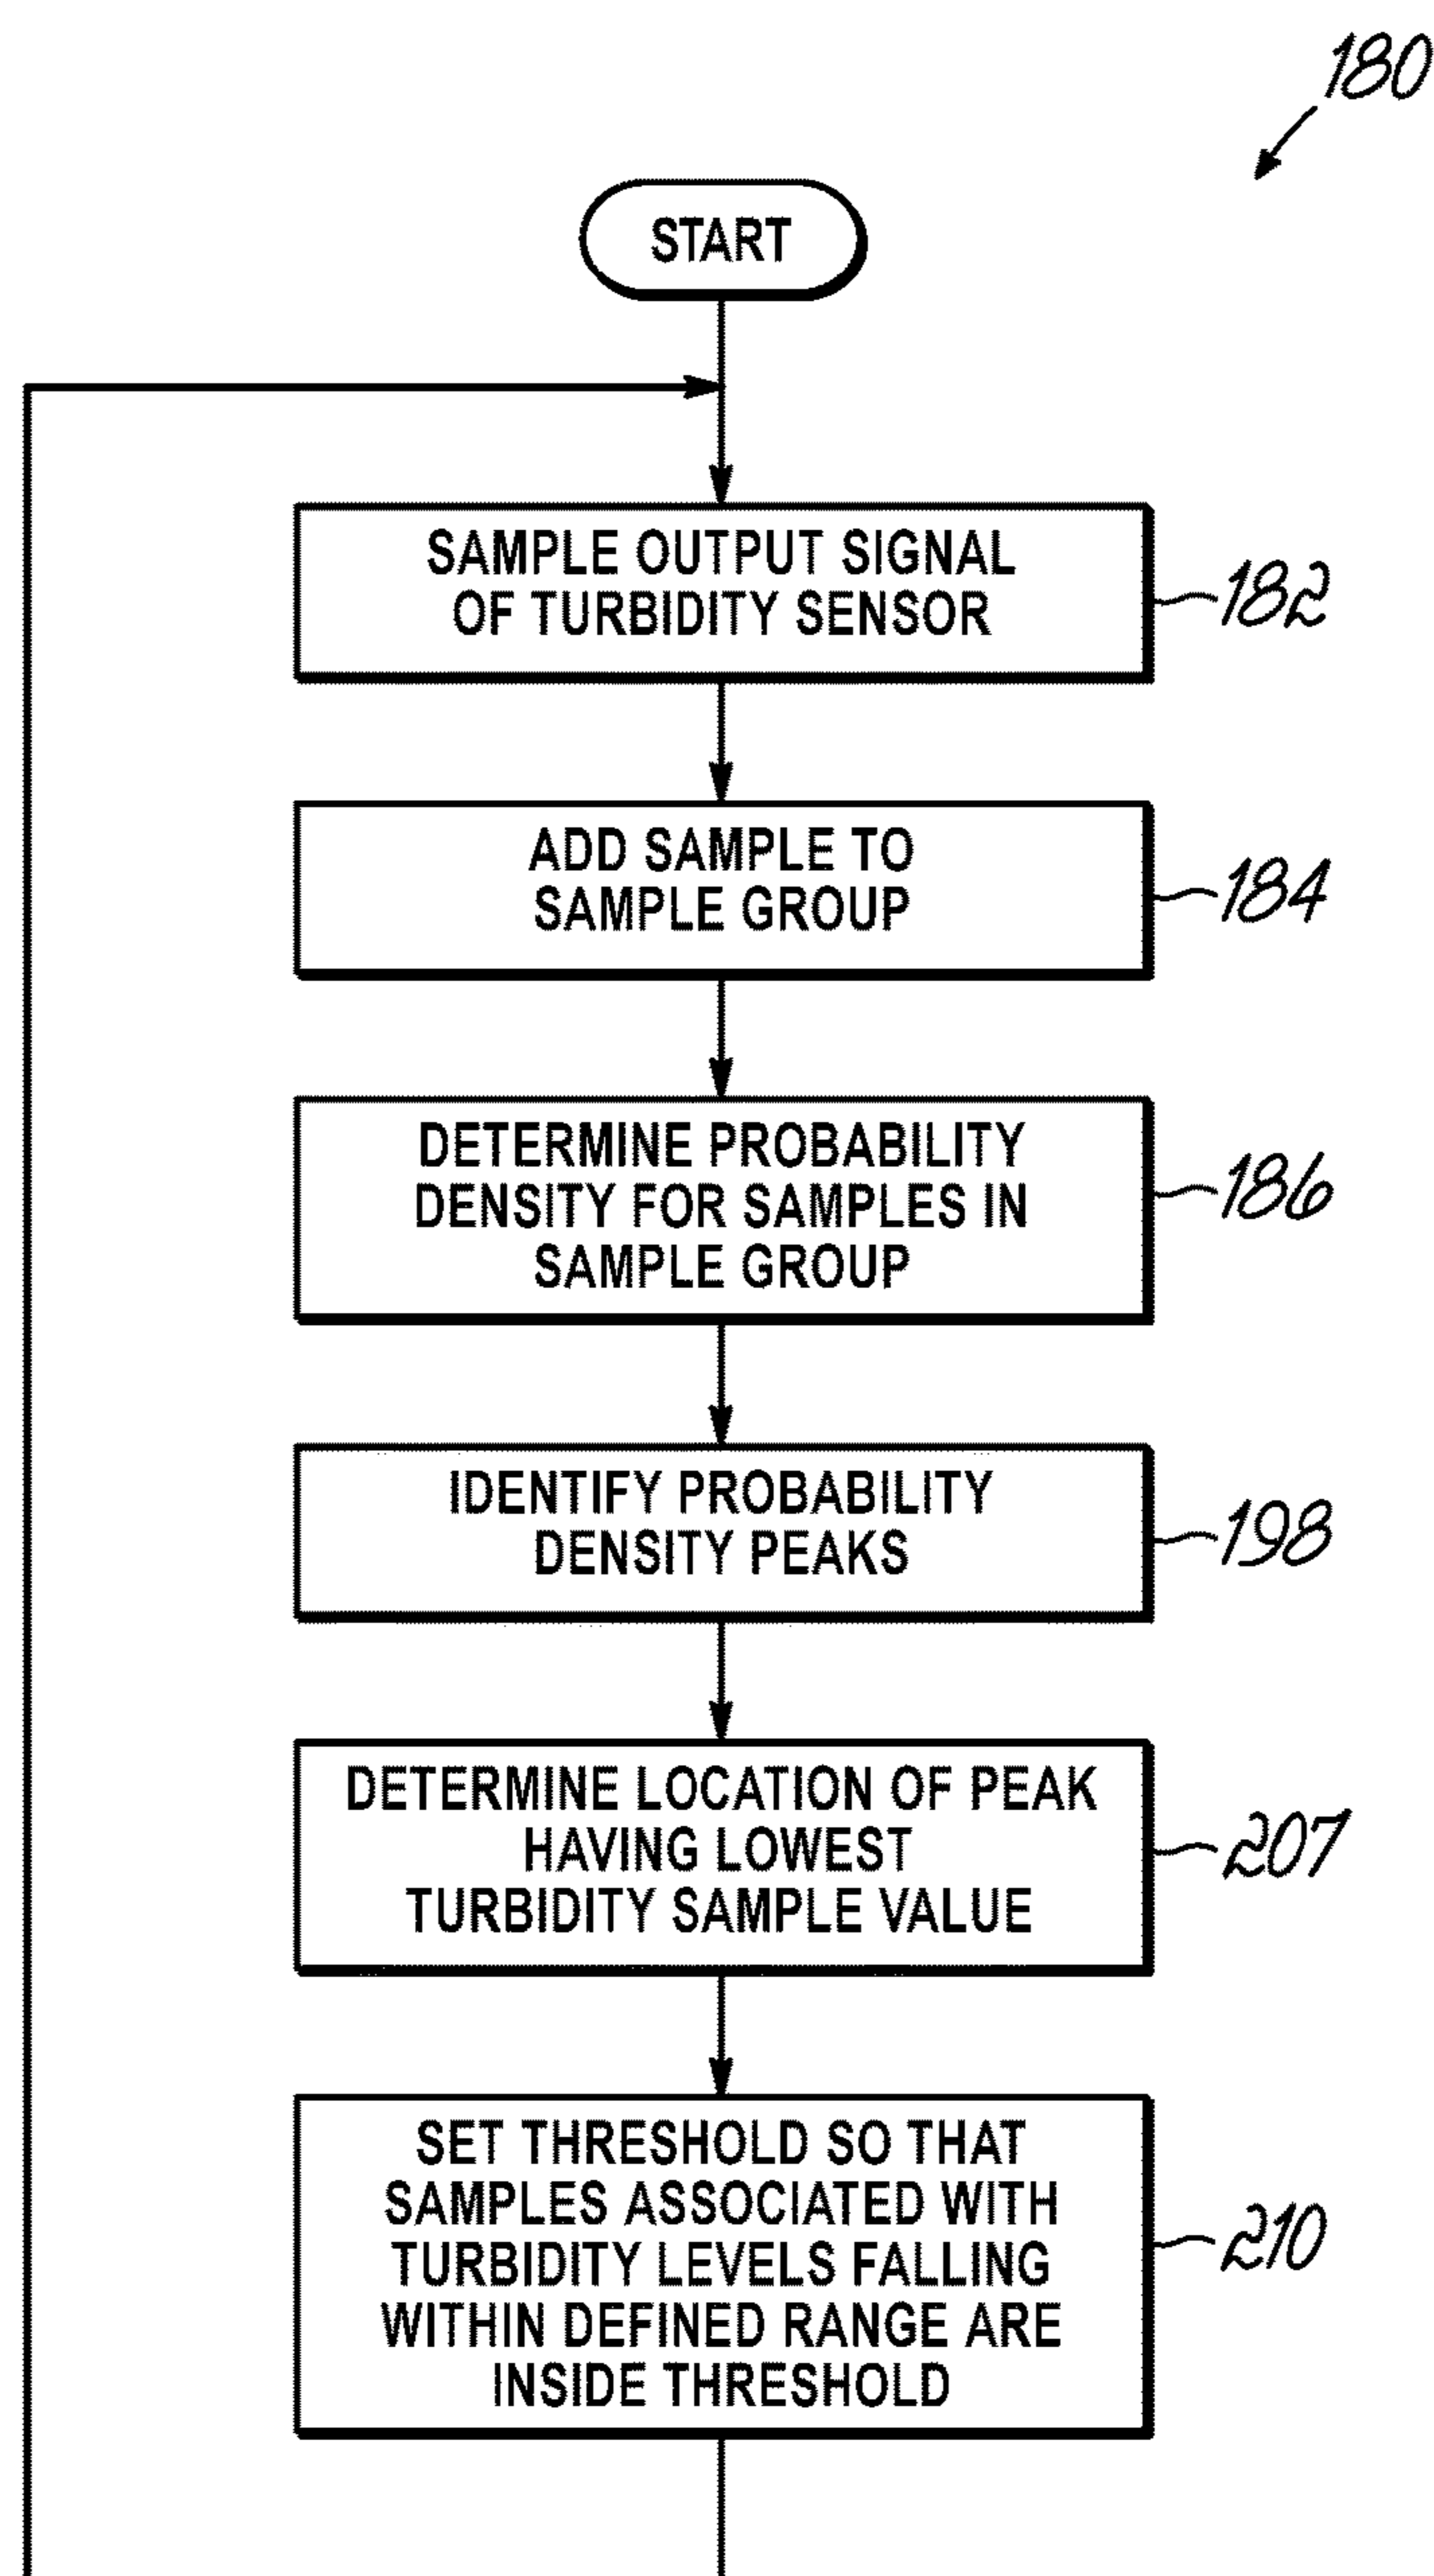 180
START
SAMPLE OUTPUT SIGNAL
OF TURBIDITY SENSOR
182
ADD SAMPLE TO
SAMPLE GROUP
184
DETERMINE PROBABILITY
DENSITY FOR SAMPLES IN
SAMPLE GROUP
186
IDENTIFY PROBABILITY
DENSITY PEAKS
198
DETERMINE LOCATION OF PEAK
HAVING LOWEST
TURBIDITY SAMPLE VALUE
207
SET THRESHOLD SO THAT
SAMPLES ASSOCIATED WITH
TURBIDITY LEVELS FALLING
WITHIN DEFINED RANGE ARE
INSIDE THRESHOLD
210